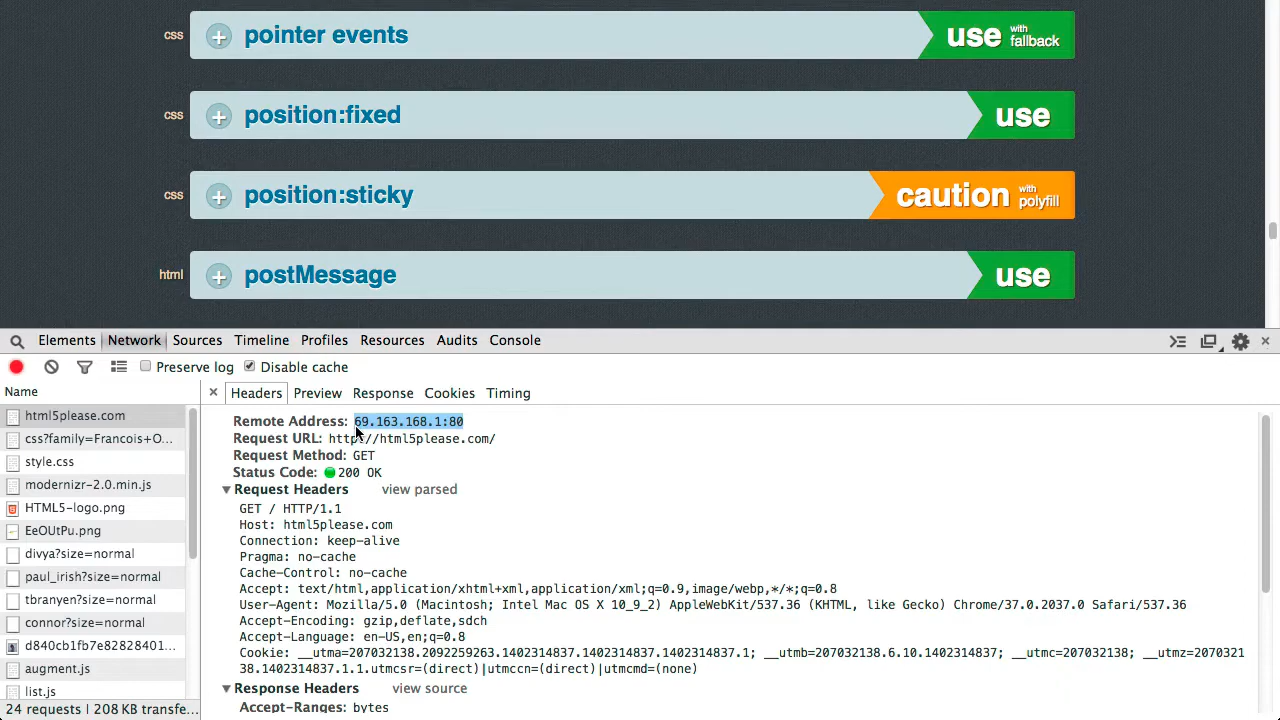 css + pointer events use with fallback
css + position:fixed use
css + position:sticky caution with polyfill
html + postMessage use
Elements Network Sources Timeline Profiles Resources Audits Console
Preserve log Disable cache
Name × Headers Preview Response Cookies Timing
html5please.com
css?family=Francois+O...
style.css
modernizr-2.0.min.js
HTML5-logo.png
EeOUtPu.png
divya?size=normal
paul_irish?size=normal
tbranyen?size=normal
connor?size=normal
d840cb1fb7e82828401...
augment.js
list.js
24 requests | 208 KB transfe...
Remote Address: 69.163.168.1:80
Request URL: http://html5please.com/
Request Method: GET
Status Code: 200 OK
Request Headers view parsed
GET / HTTP/1.1
Host: html5please.com
Connection: keep-alive
Pragma: no-cache
Cache-Control: no-cache
Accept: text/html,application/xhtml+xml,application/xml;q=0.9,image/webp,*/*;q=0.8
User-Agent: Mozilla/5.0 (Macintosh; Intel Mac OS X 10_9_2) AppleWebKit/537.36 (KHTML, like Gecko) Chrome/37.0.2037.0 Safari/537.36
Accept-Encoding: gzip,deflate,sdch
Accept-Language: en-US,en;q=0.8
Cookie: __utma=207032138.2092259263.1402314837.1402314837.1402314837.1; __utmb=207032138.6.10.1402314837; __utmc=207032138; __utmz=2070321
38.1402314837.1.1.utmcsr=(direct)|utmccn=(direct)|utmcmd=(none)
Response Headers view source
Accept-Ranges: bytes